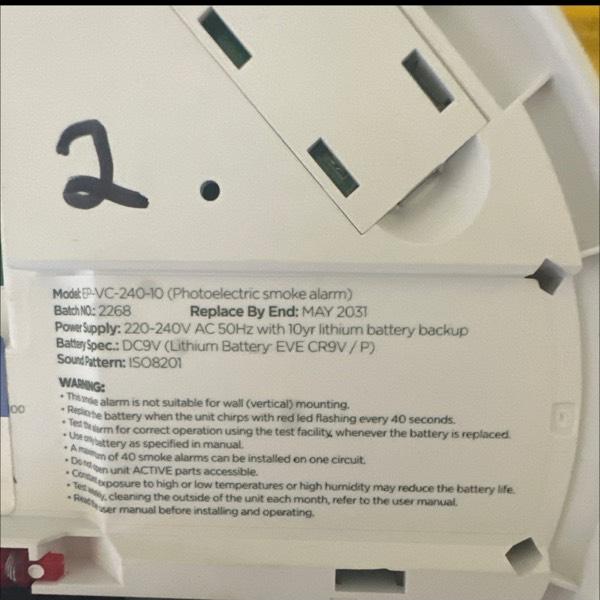 2.
Model: EP-VC-240-10 (Photoelectric smoke alarm)
Batch NO.: 2268 Replace By End: MAY 2031
Power Supply: 220-240V AC 50Hz with 10yr lithium battery backup
Battery Spec.: DC9V (Lithium Battery: EVE CR9V / P)
Sound Pattern: ISO8201
WARNING:
• This smoke alarm is not suitable for wall (vertical) mounting.
• Replace the battery when the unit chirps with red led flashing every 40 seconds.
• Test the alarm for correct operation using the test facility, whenever the battery is replaced.
• Use only battery as specified in manual.
• A maximum of 40 smoke alarms can be installed on one circuit.
• Do not open unit ACTIVE parts accessible.
• Constant exposure to high or low temperatures or high humidity may reduce the battery life.
• Test weekly, cleaning the outside of the unit each month, refer to the user manual.
• Read the user manual before installing and operating.
00